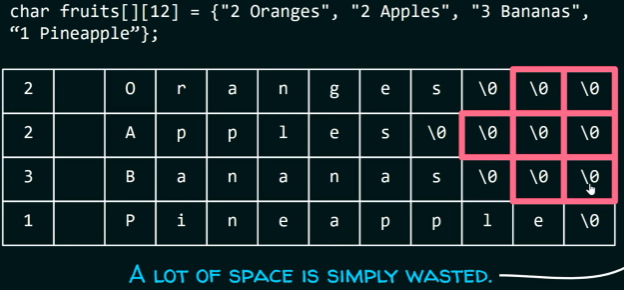 char fruits[][12] = {"2 Oranges", "2 Apples", "3 Bananas",
“1 Pineapple”};
2 O r a n g e s \0 \0 \0
2 A p p l e s \0 \0 \0 \0
3 B a n a n a s \0 \0 \0
1 P i n e a p p l e \0
A LOT OF SPACE IS SIMPLY WASTED.